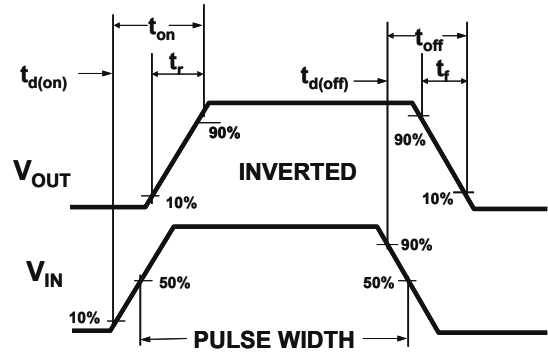 ton
toff
td(on)
tr
td(off)
tf
90%
90%
VOUT
INVERTED
10%
10%
90%
VIN
50%
50%
10%
PULSE WIDTH